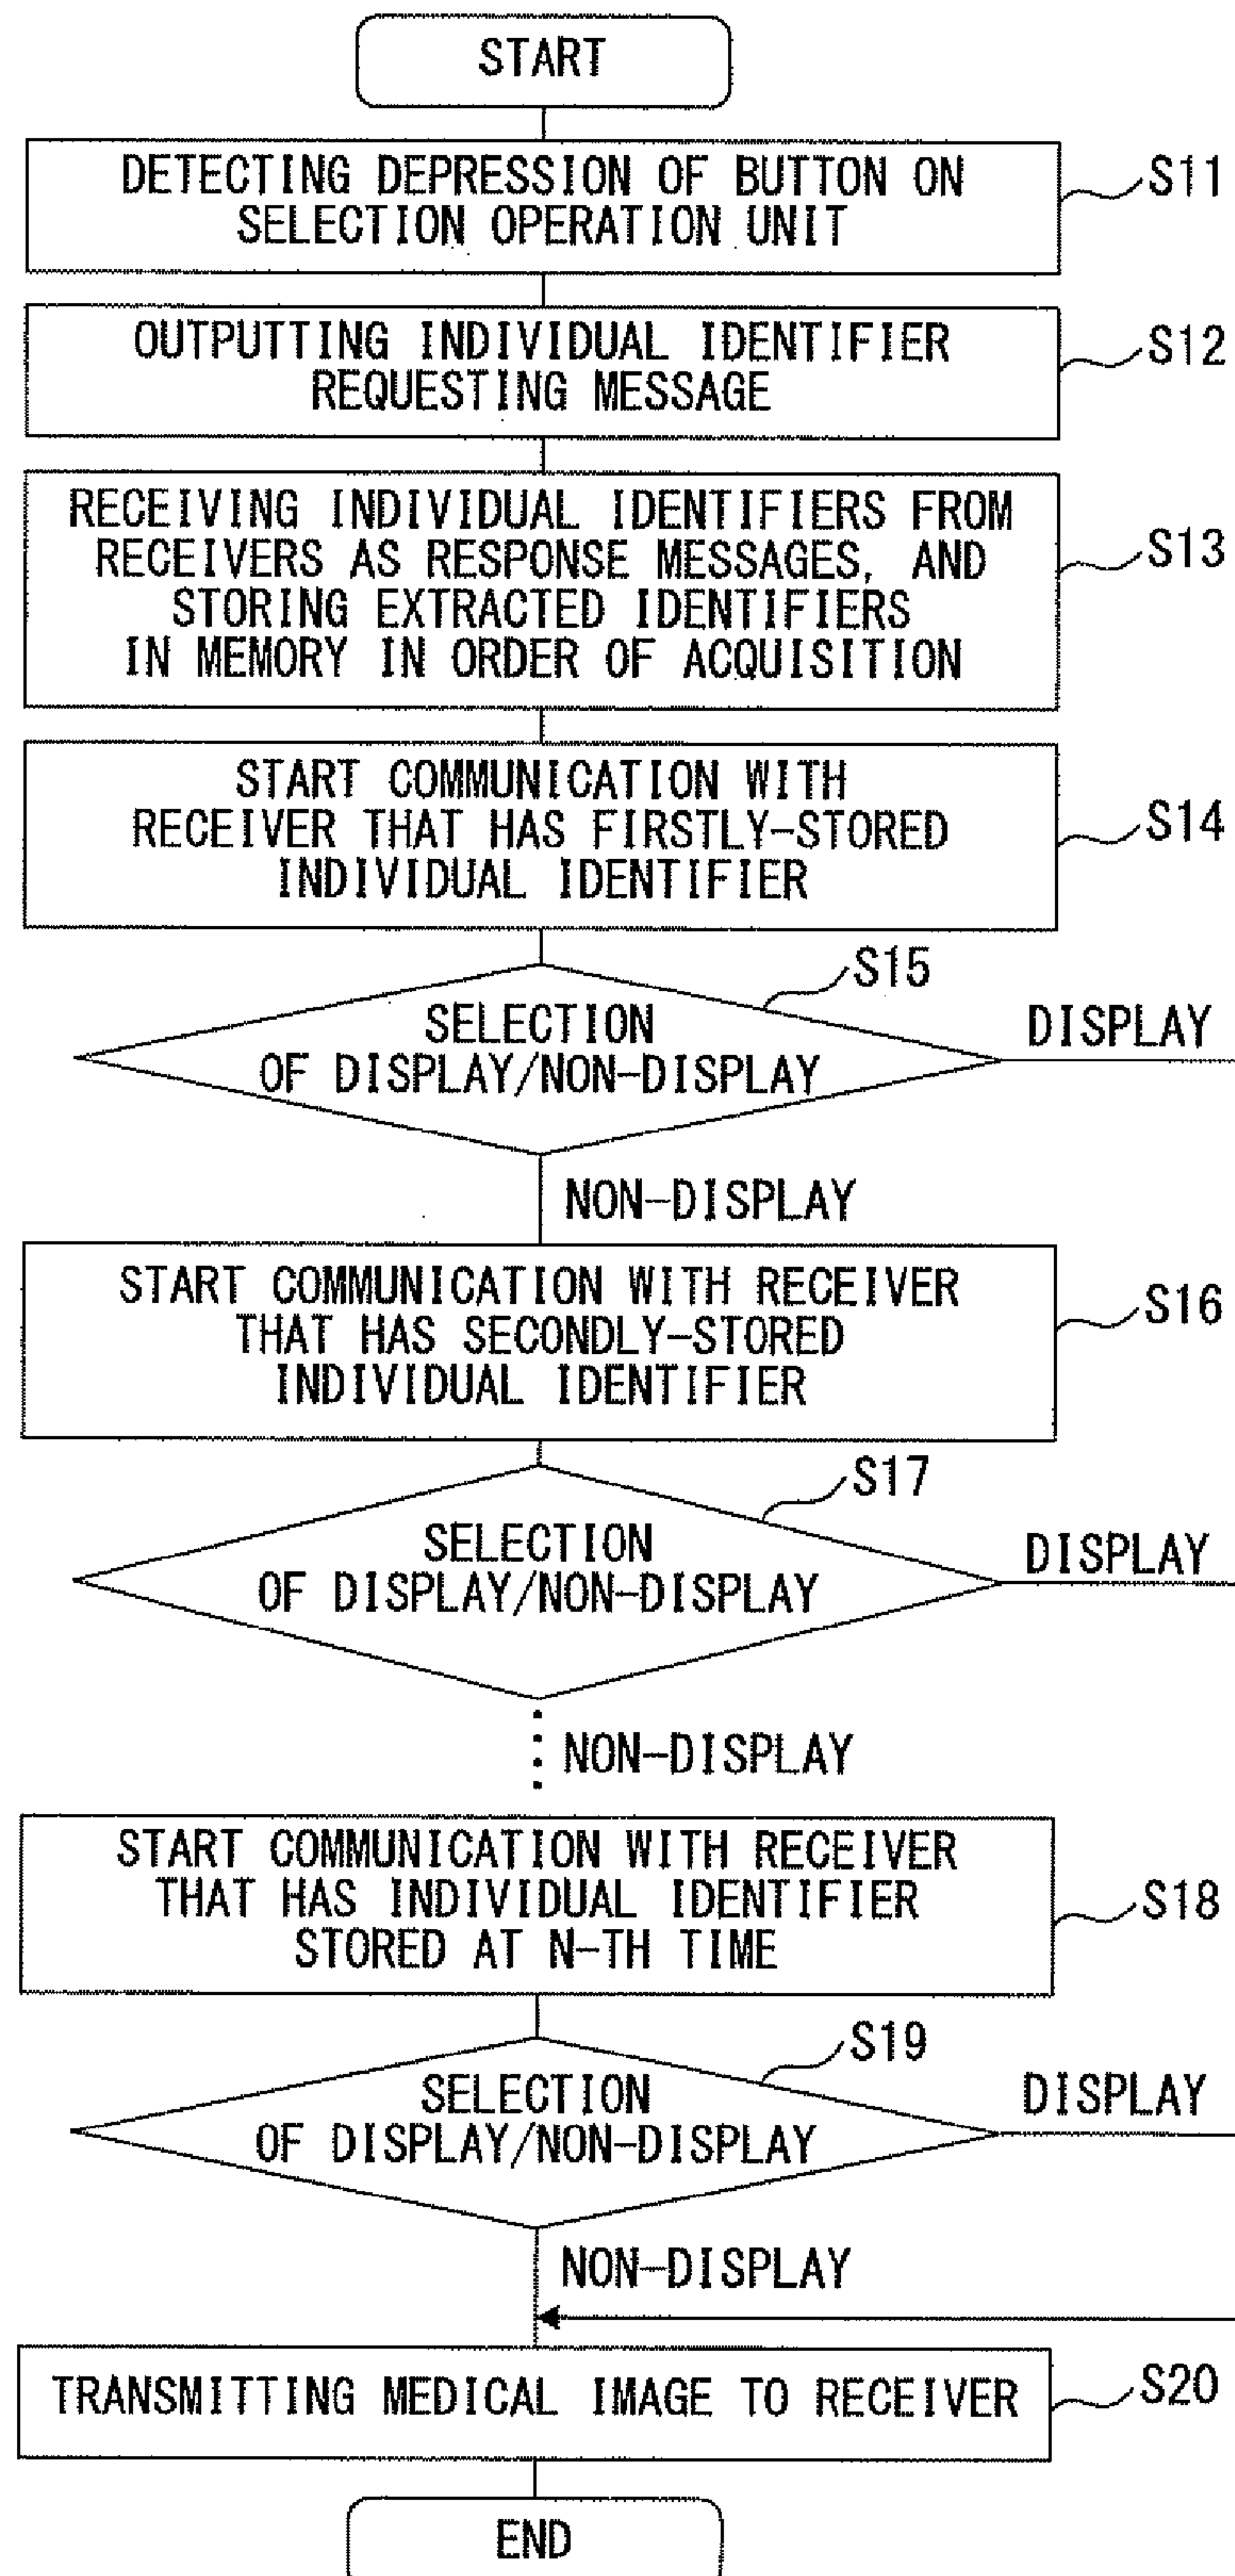 START
DETECTING DEPRESSION OF BUTTON ON
SELECTION OPERATION UNIT
S11
OUTPUTTING INDIVIDUAL IDENTIFIER
REQUESTING MESSAGE
S12
RECEIVING INDIVIDUAL IDENTIFIERS FROM
RECEIVERS AS RESPONSE MESSAGES, AND
STORING EXTRACTED IDENTIFIERS
IN MEMORY IN ORDER OF ACQUISITION
S13
START COMMUNICATION WITH
RECEIVER THAT HAS FIRSTLY-STORED
INDIVIDUAL IDENTIFIER
S14
S15
SELECTION
OF DISPLAY/NON-DISPLAY
DISPLAY
NON-DISPLAY
START COMMUNICATION WITH RECEIVER
THAT HAS SECONDLY-STORED
INDIVIDUAL IDENTIFIER
S16
S17
SELECTION
OF DISPLAY/NON-DISPLAY
DISPLAY
NON-DISPLAY
START COMMUNICATION WITH RECEIVER
THAT HAS INDIVIDUAL IDENTIFIER
STORED AT N-TH TIME
S18
S19
SELECTION
OF DISPLAY/NON-DISPLAY
DISPLAY
NON-DISPLAY
TRANSMITTING MEDICAL IMAGE TO RECEIVER
S20
END